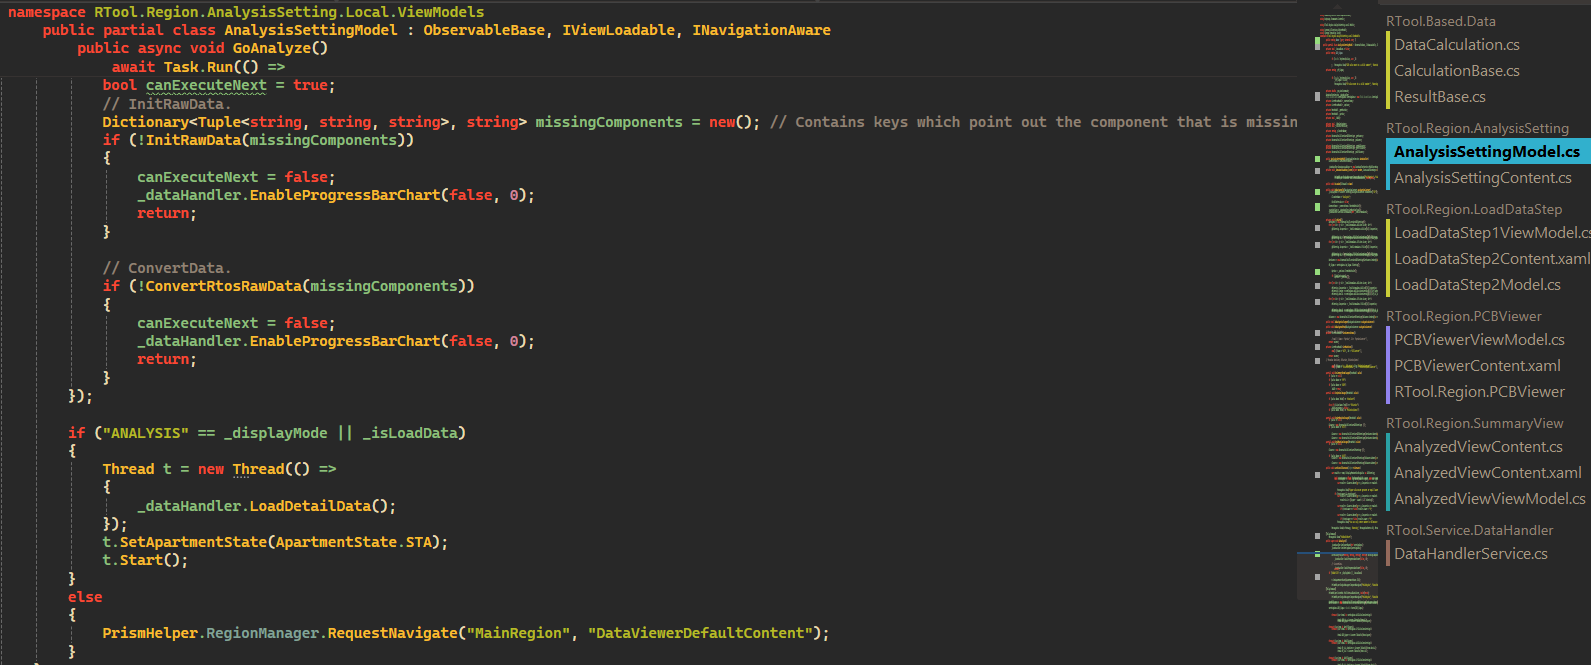 namespace RTool.Region.AnalysisSetting.Local.ViewModels
public partial class AnalysisSettingModel : ObservableBase, IViewLoadable, INavigationAware
public async void GoAnalyze()
await Task.Run(() =>
bool canExecuteNext = true;
// InitRawData.
Dictionary<Tuple<string, string, string>, string> missingComponents = new(); // Contains keys which point out the component that is missin
if (!InitRawData(missingComponents))
{
canExecuteNext = false;
_dataHandler.EnableProgressBarChart(false, 0);
return;
}
// ConvertData.
if (!ConvertRtosRawData(missingComponents))
{
canExecuteNext = false;
_dataHandler.EnableProgressBarChart(false, 0);
return;
}
});
if ("ANALYSIS" == _displayMode || _isLoadData)
{
Thread t = new Thread(() =>
{
_dataHandler.LoadDetailData();
});
t.SetApartmentState(ApartmentState.STA);
t.Start();
}
else
{
PrismHelper.RegionManager.RequestNavigate("MainRegion", "DataViewerDefaultContent");
}
RTool.Based.Data
DataCalculation.cs
CalculationBase.cs
ResultBase.cs
RTool.Region.AnalysisSetting
AnalysisSettingModel.cs
AnalysisSettingContent.cs
RTool.Region.LoadDataStep
LoadDataStep1ViewModel.cs
LoadDataStep2Content.xaml
LoadDataStep2Model.cs
RTool.Region.PCBViewer
PCBViewerViewModel.cs
PCBViewerContent.xaml
RTool.Region.PCBViewer
RTool.Region.SummaryView
AnalyzedViewContent.cs
AnalyzedViewContent.xaml
AnalyzedViewViewModel.cs
RTool.Service.DataHandler
DataHandlerService.cs